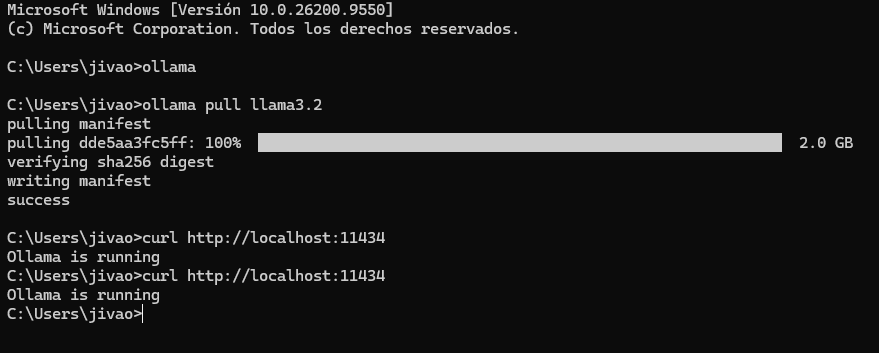 Microsoft Windows [Versión 10.0.26200.9550]
(c) Microsoft Corporation. Todos los derechos reservados.
C:\Users\jivao>ollama
C:\Users\jivao>ollama pull llama3.2
pulling manifest
pulling dde5aa3fc5ff: 100% 2.0 GB
verifying sha256 digest
writing manifest
success
C:\Users\jivao>curl http://localhost:11434
Ollama is running
C:\Users\jivao>curl http://localhost:11434
Ollama is running
C:\Users\jivao>